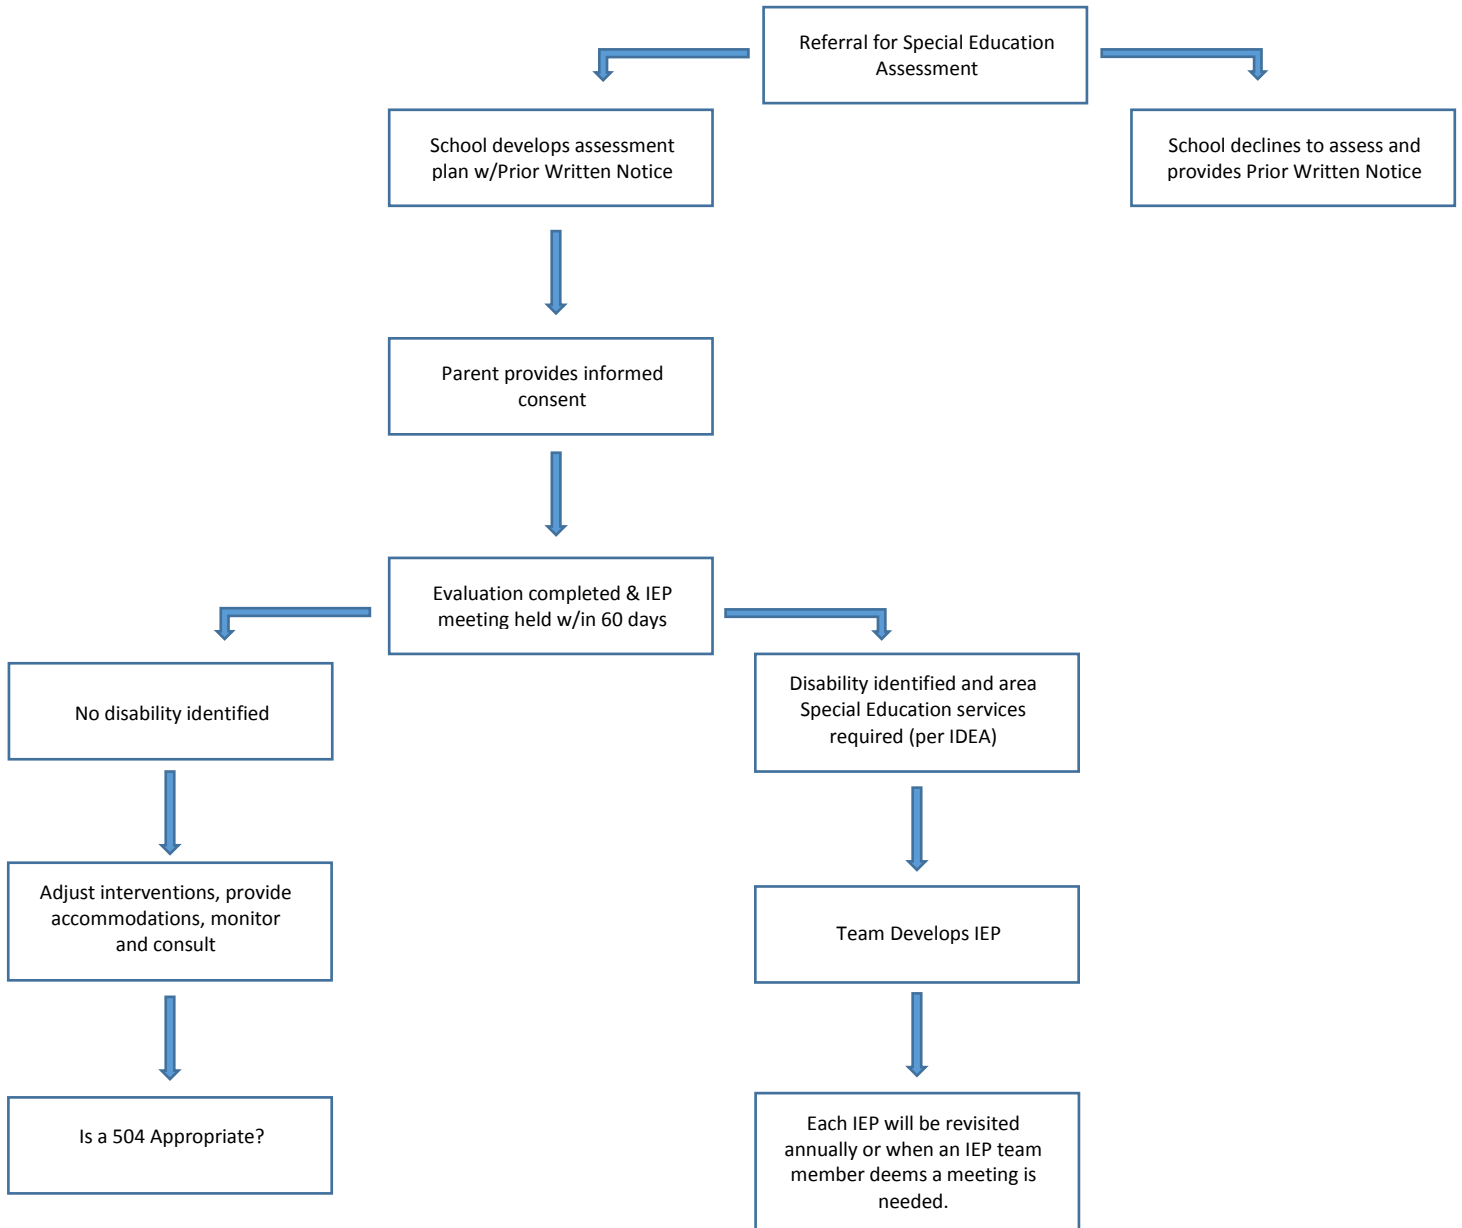 Referral for Special Education
Assessment
School develops assessment
plan w/Prior Written Notice
School declines to assess and
provides Prior Written Notice
Parent provides informed
consent
Evaluation completed & IEP
meeting held w/in 60 days
No disability identified
Disability identified and area
Special Education services
required (per IDEA)
Adjust interventions, provide
accommodations, monitor
and consult
Team Develops IEP
Is a 504 Appropriate?
Each IEP will be revisited
annually or when an IEP team
member deems a meeting is
needed.